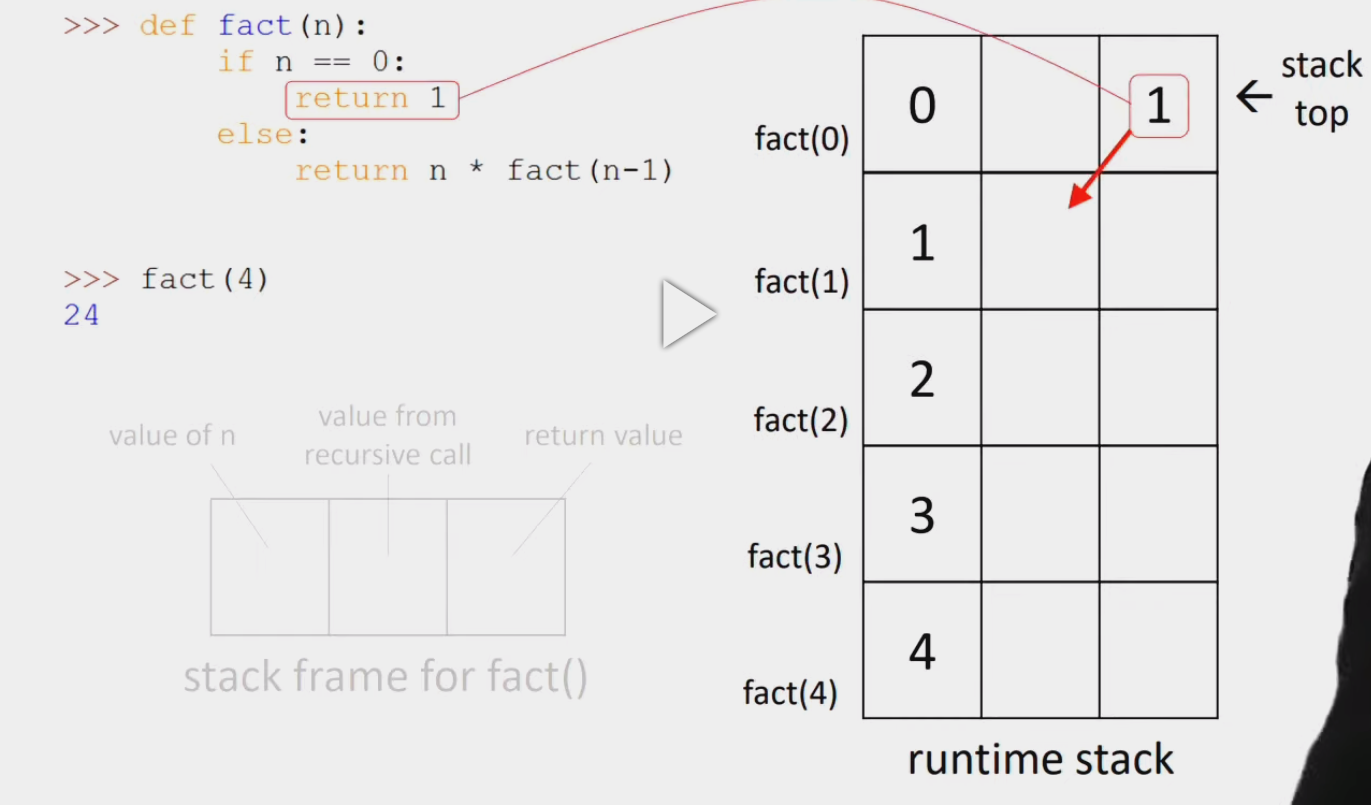 >>> def fact(n):
if n == 0:
return 1
else:
return n * fact(n-1)
>>> fact(4)
24
value of n
value from
recursive call
return value
stack frame for fact()
fact(0)
0
1
← stack
top
fact(1)
1
fact(2)
2
fact(3)
3
fact(4)
4
runtime stack